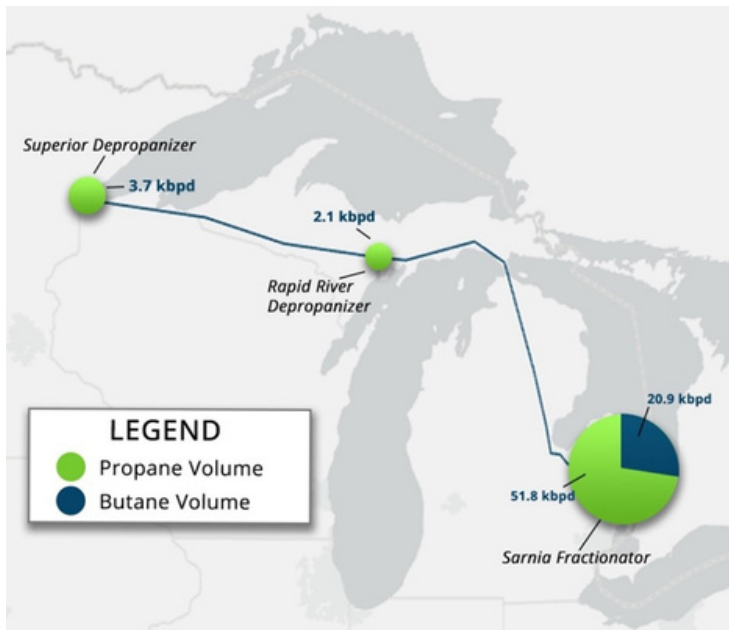 Superior Depropanizer
3.7 kbpd
2.1 kbpd
Rapid River
Depropanizer
20.9 kbpd
LEGEND
Propane Volume
Butane Volume
51.8 kbpd
Sarnia Fractionator